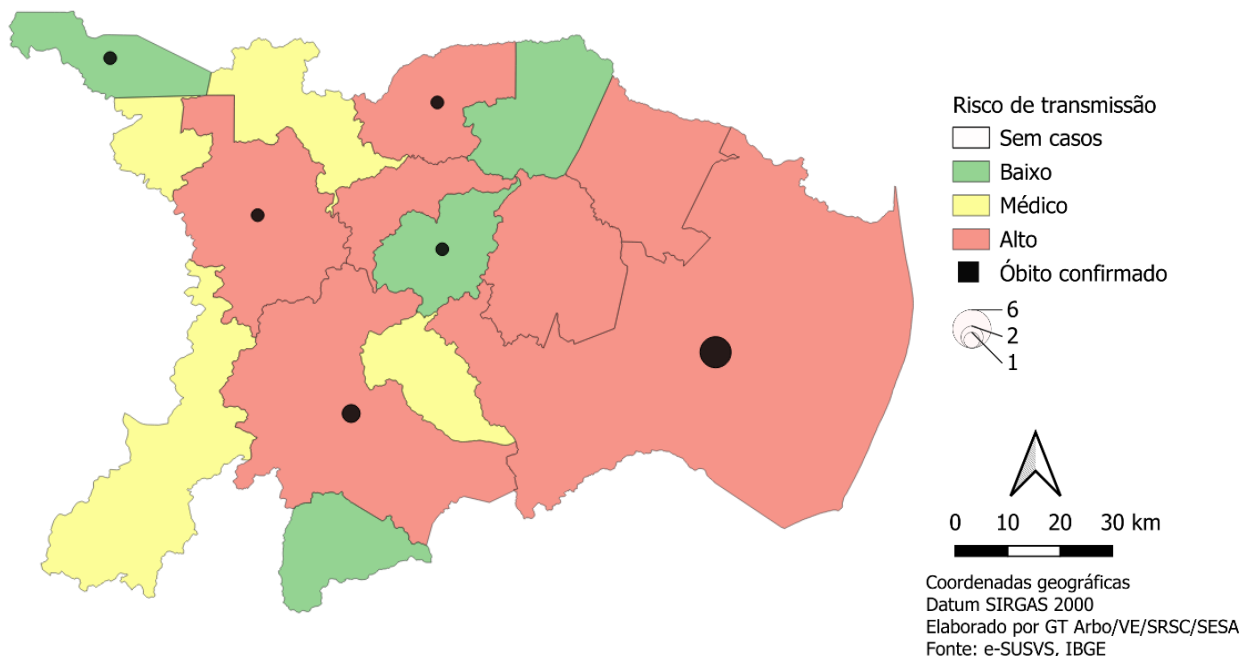 Risco de transmissão
Sem casos
Baixo
Médico
Alto
Óbito confirmado
6
2
1
0 10 20 30 km
Coordenadas geográficas
Datum SIRGAS 2000
Elaborado por GT Arbo/VE/SRSC/SESA
Fonte: e-SUSVS, IBGE